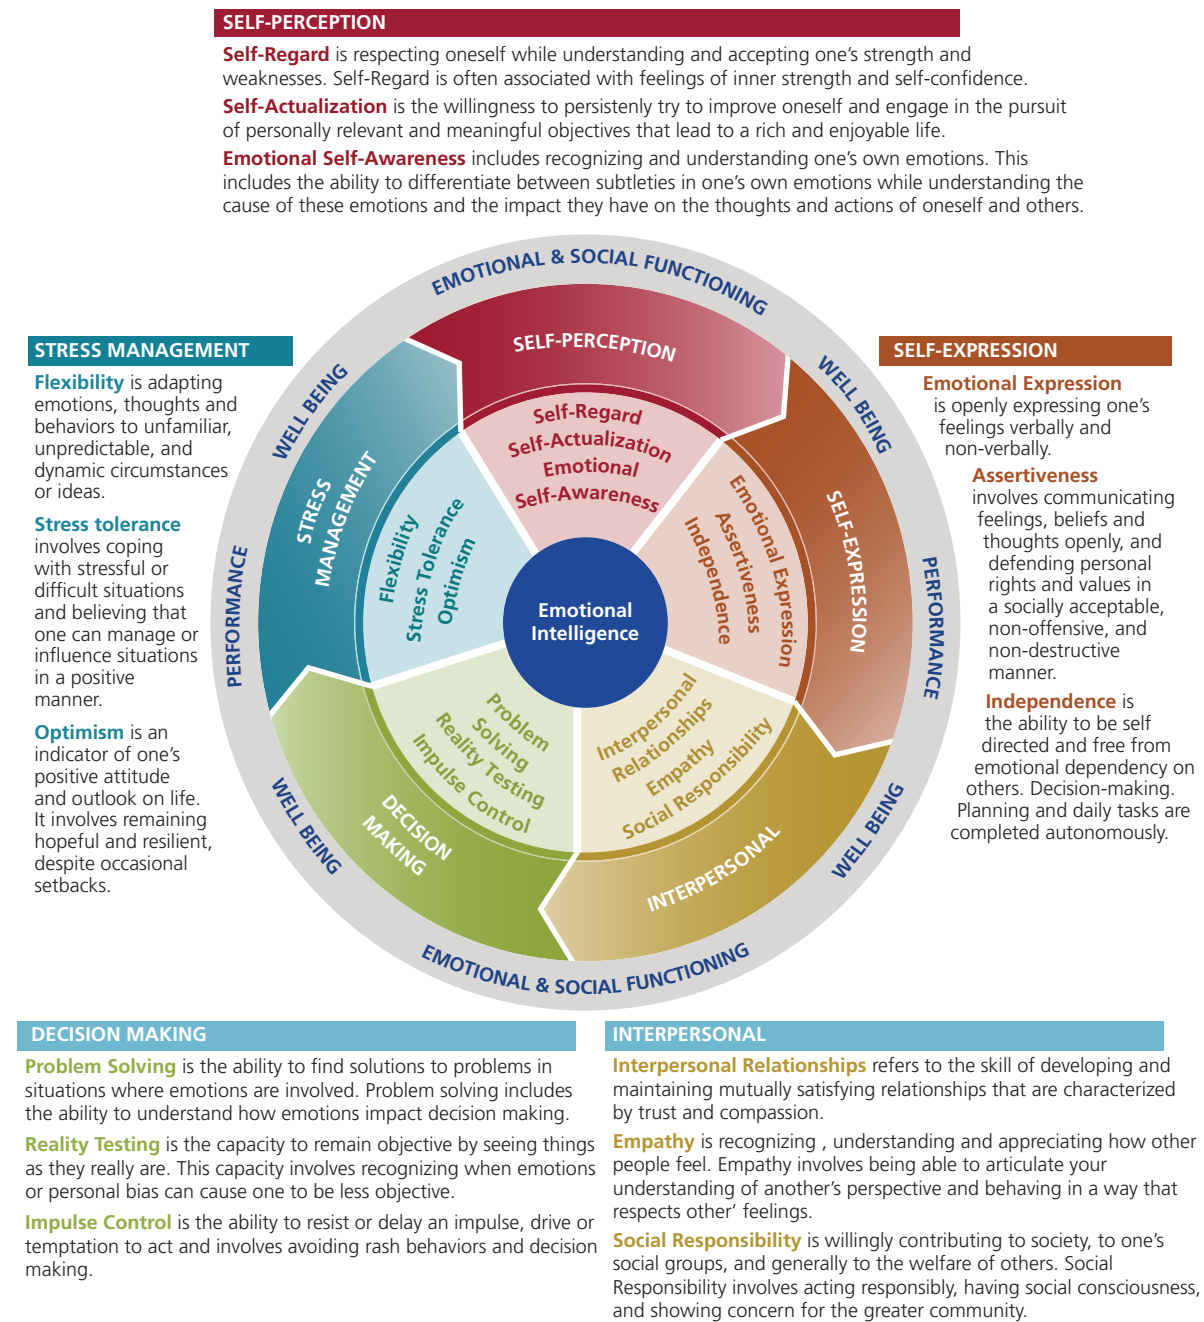 SELF-PERCEPTION
Self-Regard is respecting oneself while understanding and accepting one’s strength and
weaknesses. Self-Regard is often associated with feelings of inner strength and self-confidence.
Self-Actualization is the willingness to persistenly try to improve oneself and engage in the pursuit
of personally relevant and meaningful objectives that lead to a rich and enjoyable life.
Emotional Self-Awareness includes recognizing and understanding one’s own emotions. This
includes the ability to differentiate between subtleties in one’s own emotions while understanding the
cause of these emotions and the impact they have on the thoughts and actions of oneself and others.
STRESS MANAGEMENT
Flexibility is adapting
emotions, thoughts and
behaviors to unfamiliar,
unpredictable, and
dynamic circumstances
or ideas.
Stress tolerance
involves coping
with stressful or
difficult situations
and believing that
one can manage or
influence situations
in a positive
manner.
Optimism is an
indicator of one’s
positive attitude
and outlook on life.
It involves remaining
hopeful and resilient,
despite occasional
setbacks.
EMOTIONAL & SOCIAL FUNCTIONING
WELL BEING
PERFORMANCE
WELL BEING
EMOTIONAL & SOCIAL FUNCTIONING
WELL BEING
PERFORMANCE
WELL BEING
SELF-PERCEPTION
Self-Regard
Self-Actualization
Emotional
Self-Awareness
SELF-EXPRESSION
Emotional Expression
Assertiveness
Independence
INTERPERSONAL
Interpersonal
Relationships
Empathy
Social Responsibility
DECISION
MAKING
Problem
Solving
Reality Testing
Impulse Control
STRESS
MANAGEMENT
Flexibility
Stress Tolerance
Optimism
Emotional
Intelligence
SELF-EXPRESSION
Emotional Expression
is openly expressing one’s
feelings verbally and
non-verbally.
Assertiveness
involves communicating
feelings, beliefs and
thoughts openly, and
defending personal
rights and values in
a socially acceptable,
non-offensive, and
non-destructive
manner.
Independence is
the ability to be self
directed and free from
emotional dependency on
others. Decision-making.
Planning and daily tasks are
completed autonomously.
DECISION MAKING
Problem Solving is the ability to find solutions to problems in
situations where emotions are involved. Problem solving includes
the ability to understand how emotions impact decision making.
Reality Testing is the capacity to remain objective by seeing things
as they really are. This capacity involves recognizing when emotions
or personal bias can cause one to be less objective.
Impulse Control is the ability to resist or delay an impulse, drive or
temptation to act and involves avoiding rash behaviors and decision
making.
INTERPERSONAL
Interpersonal Relationships refers to the skill of developing and
maintaining mutually satisfying relationships that are characterized
by trust and compassion.
Empathy is recognizing , understanding and appreciating how other
people feel. Empathy involves being able to articulate your
understanding of another’s perspective and behaving in a way that
respects other’ feelings.
Social Responsibility is willingly contributing to society, to one’s
social groups, and generally to the welfare of others. Social
Responsibility involves acting responsibly, having social consciousness,
and showing concern for the greater community.